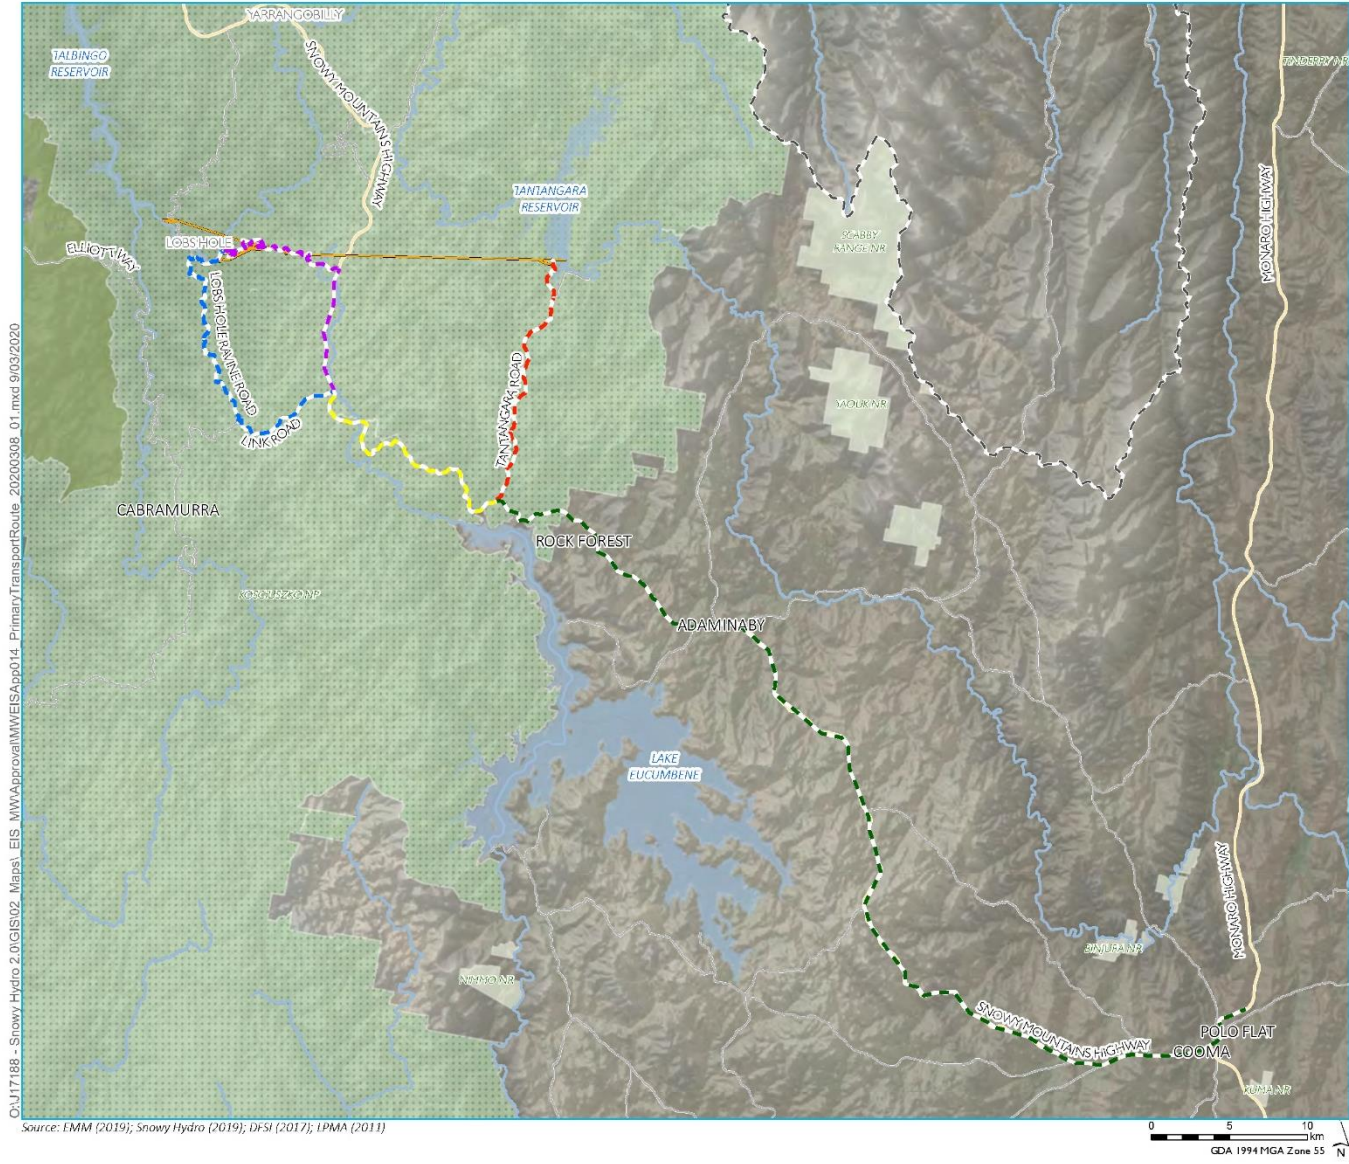 YARRANGOBILLY
TALBINGO
RESERVOIR
SNOWY MOUNTAINS HIGHWAY
TINDERRY NR
MONARO HIGHWAY
TANTANGARA
RESERVOIR
SCABBY
RANGE NR
LOBS HOLE
ELLIOTT WAY
LOBS HOLE RAVINE ROAD
LINK ROAD
TANTANGARA ROAD
YAOUK NR
CABRAMURRA
ROCK FOREST
KOSCIUSZKO NP
ADAMINABY
LAKE
EUCUMBENE
MONARO HIGHWAY
BINJURA NR
NIMMO NR
SNOWY MOUNTAINS HIGHWAY
POLO FLAT
COOMA
KUMA NR
O:\J17188 - Snowy Hydro 2.0\GIS\02_Maps\_EIS_MW\Approval\MWEISApp014_PrimaryTransportRoute_20200308_01.mxd 9/03/2020
Source: EMM (2019); Snowy Hydro (2019); DFSI (2017); LPMA (2011)
0 5 10
km
GDA 1994 MGA Zone 55 N